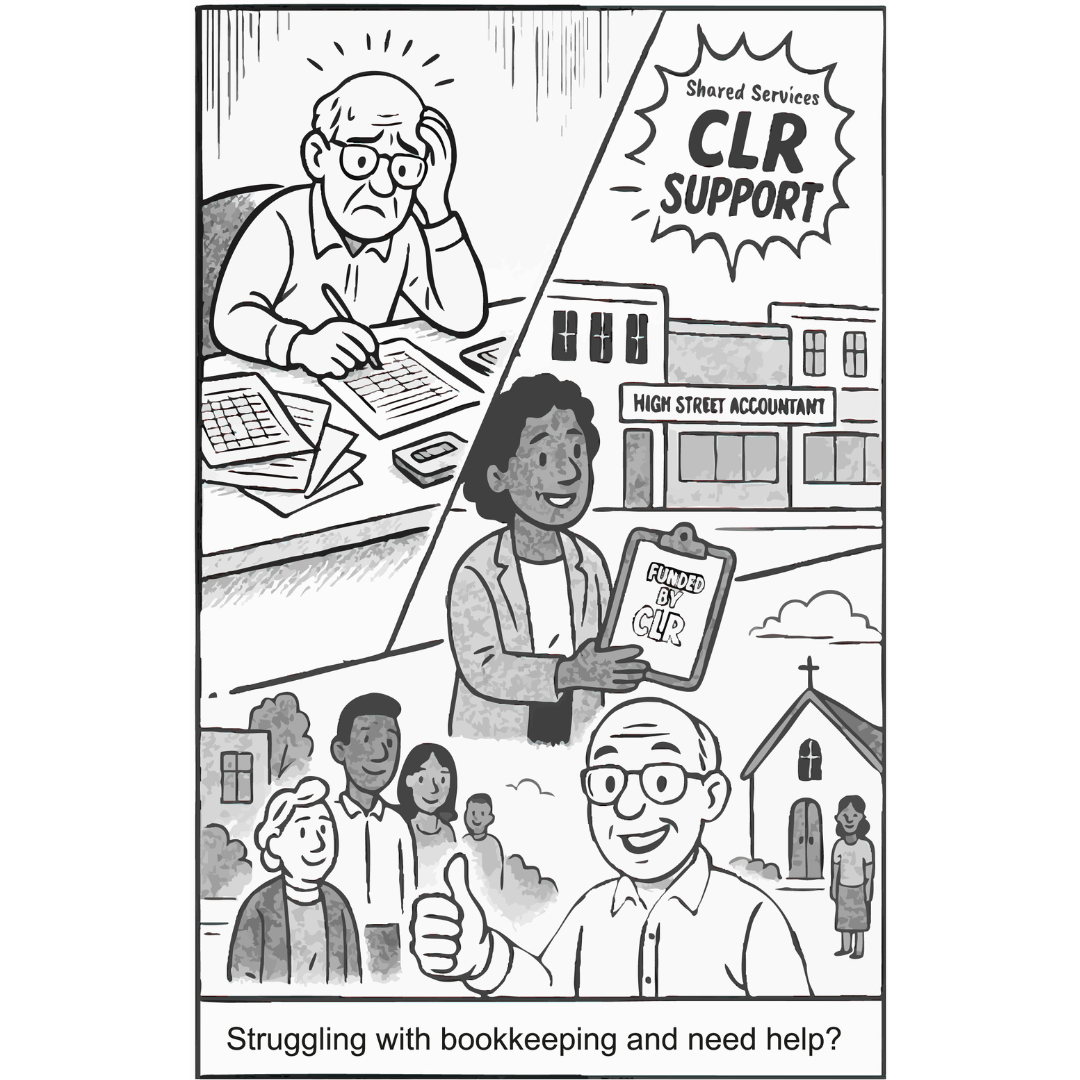 Shared Services
CLR
SUPPORT
HIGH STREET ACCOUNTANT
FUNDED
BY
CLR
Struggling with bookkeeping and need help?